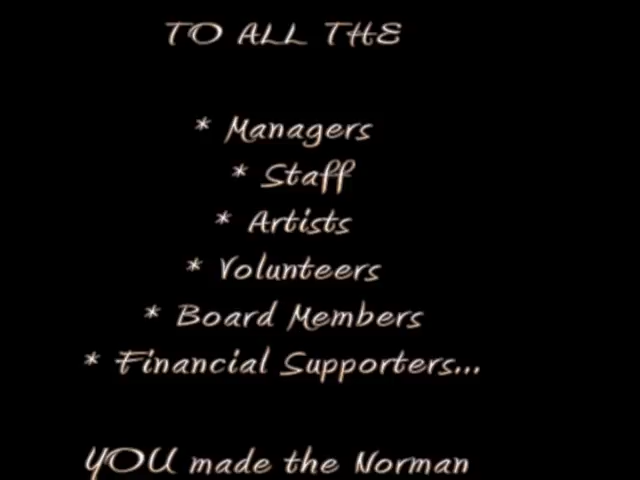 TO ALL THE
* Managers
* Staff
* Artists
* Volunteers
* Board Members
* Financial Supporters...
YOU made the Norman